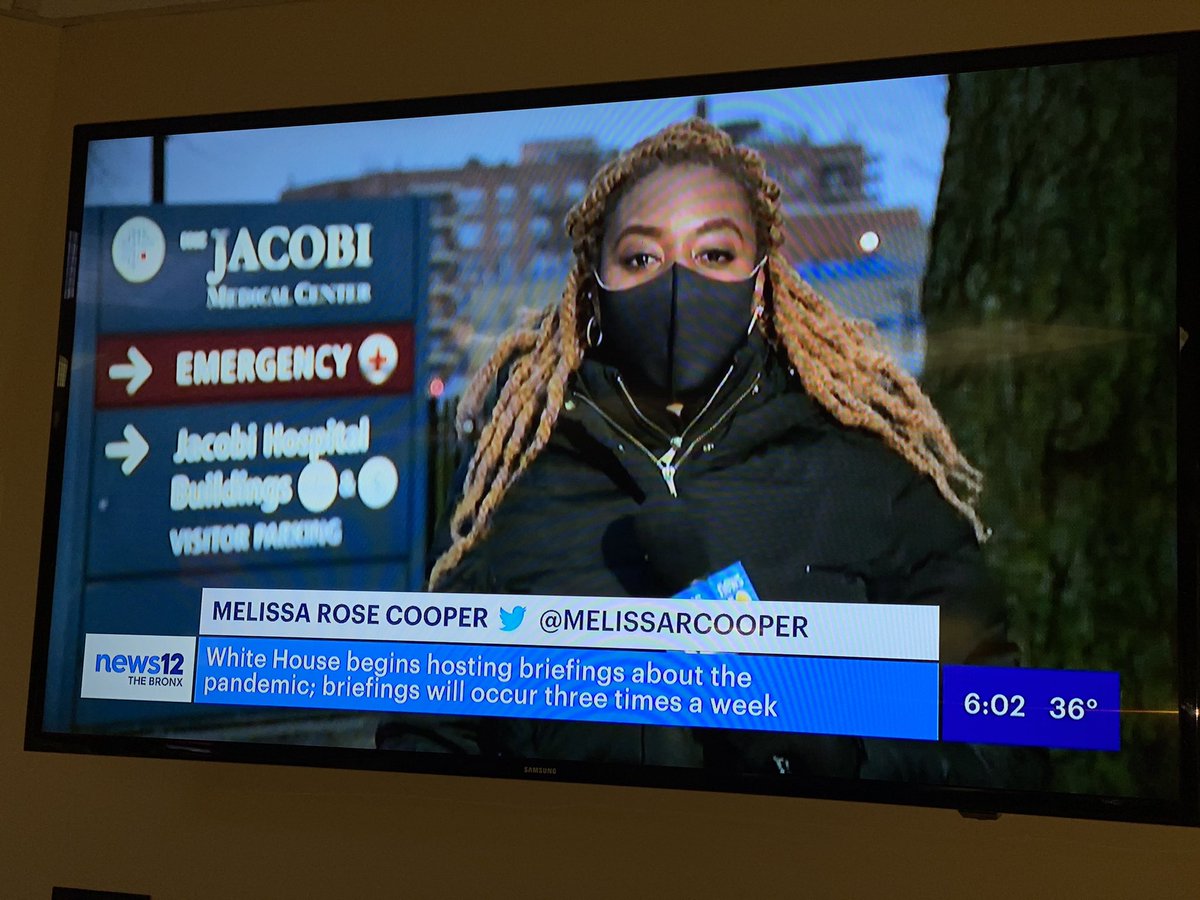 JACOBI
MEDICAL CENTER
EMERGENCY
Jacobi Hospital
Buildings &
VISITOR PARKING
MELISSA ROSE COOPER @MELISSARCOOPER
news12
THE BRONX
White House begins hosting briefings about the
pandemic; briefings will occur three times a week
6:02 36°
SAMSUNG